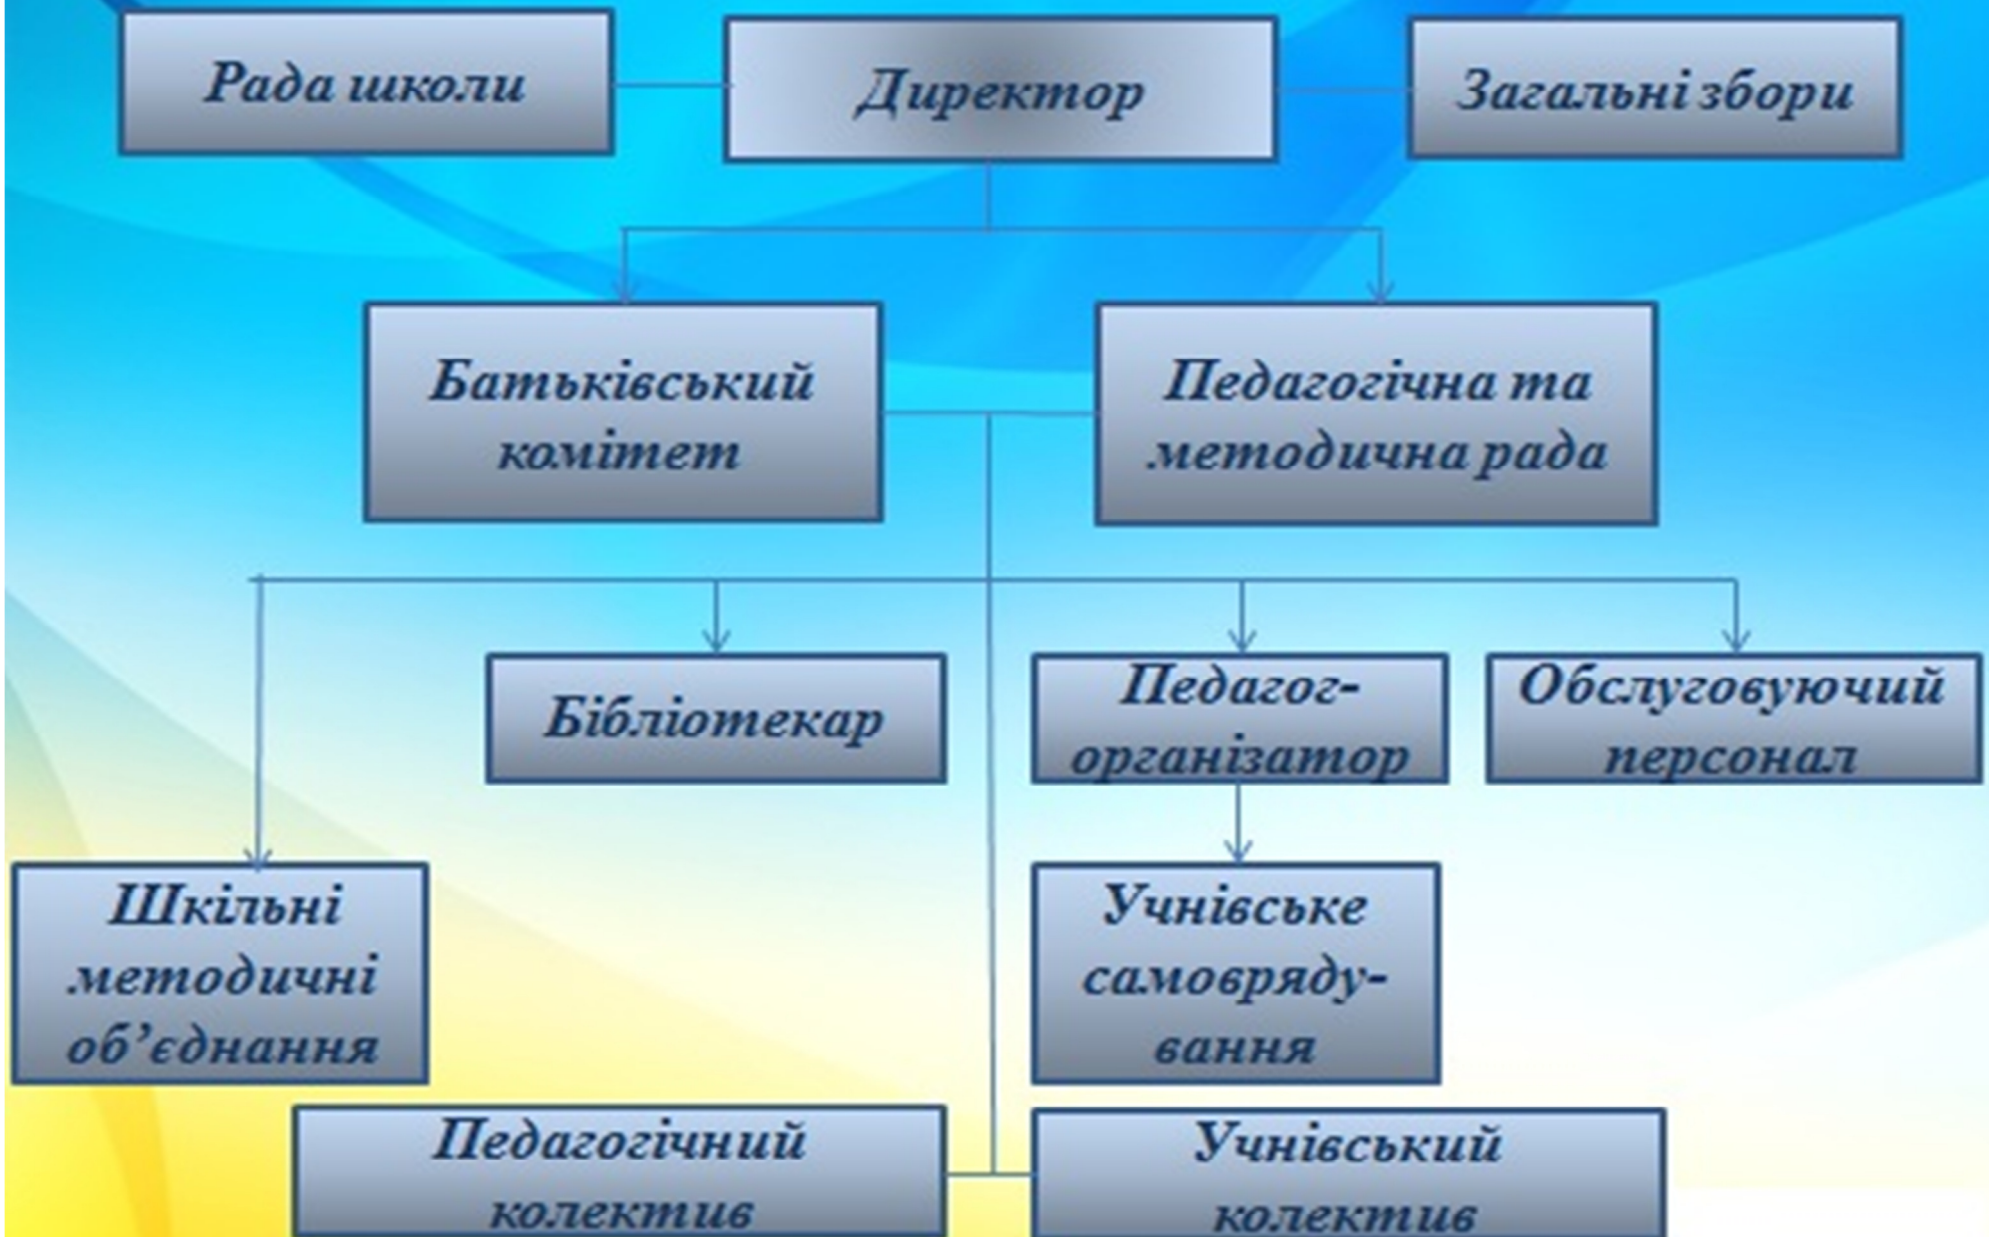 Рада школи
Директор
Загальні збори
Батьківський
комітет
Педагогічна та
методична рада
Бібліотекар
Педагог-
організатор
Обслуговуючий
персонал
Шкільні
методичні
об’єднання
Учнівське
самовряду-
вання
Педагогічний
колектив
Учнівський
колектив